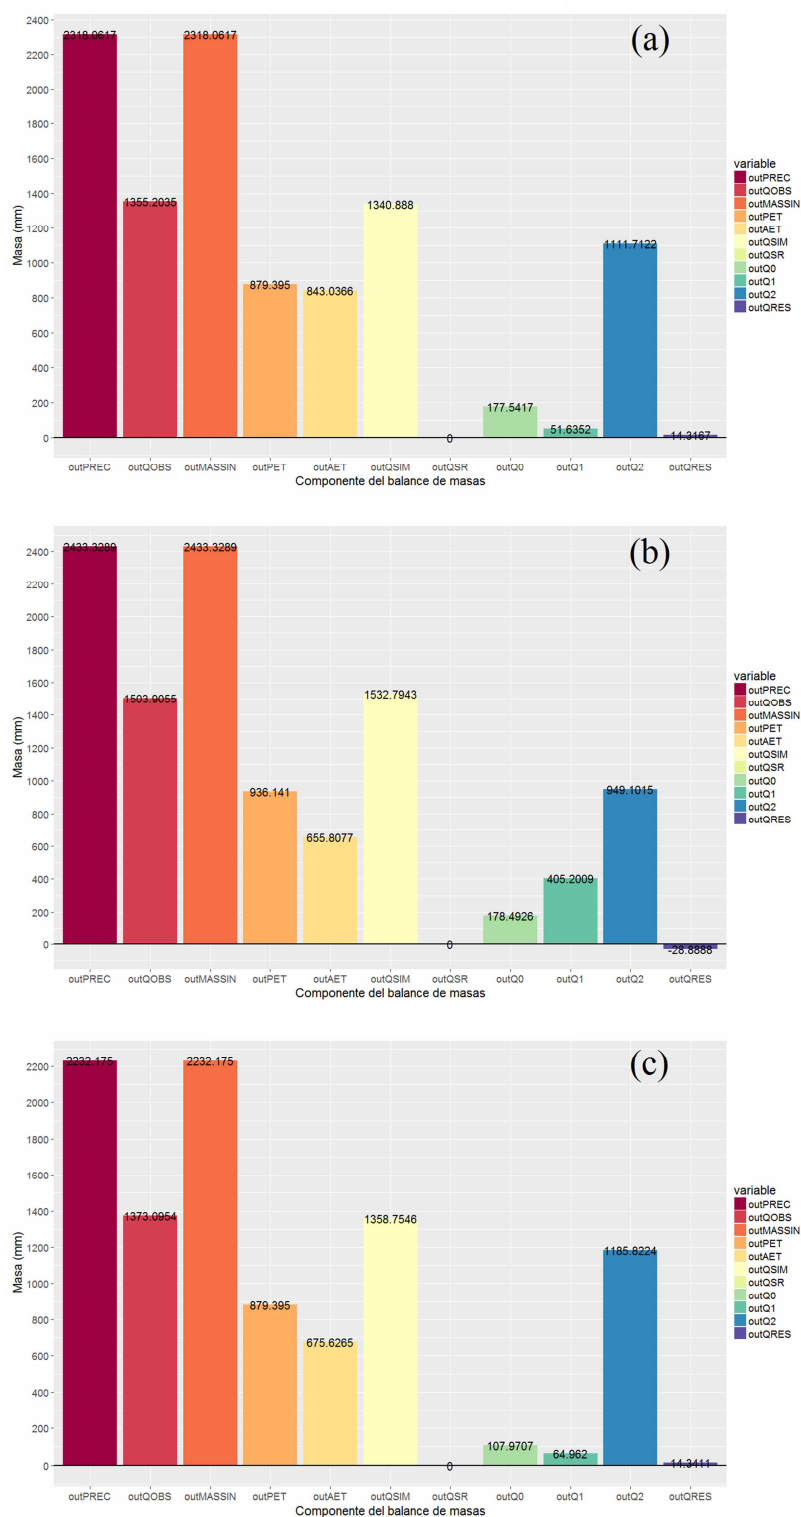 (a)
2400
2200
2000
1800
1600
1400
1200
1000
800
600
400
200
0
Masa (mm)
2318.0617
1355.2035
2318.0617
879.395
843.0366
1340.888
0
177.5417
51.6352
1111.7122
14.3167
outPREC outQOBS outMASSIN outPET outAET outQSIM outQSR outQ0 outQ1 outQ2 outQRES
Componente del balance de masas
variable
outPREC
outQOBS
outMASSIN
outPET
outAET
outQSIM
outQSR
outQ0
outQ1
outQ2
outQRES
(b)
2400
2200
2000
1800
1600
1400
1200
1000
800
600
400
200
0
Masa (mm)
2433.3289
1503.9055
2433.3289
936.141
655.8077
1532.7943
0
178.4926
405.2009
949.1015
-28.8888
outPREC outQOBS outMASSIN outPET outAET outQSIM outQSR outQ0 outQ1 outQ2 outQRES
Componente del balance de masas
variable
outPREC
outQOBS
outMASSIN
outPET
outAET
outQSIM
outQSR
outQ0
outQ1
outQ2
outQRES
(c)
2200
2000
1800
1600
1400
1200
1000
800
600
400
200
0
Masa (mm)
2232.175
1373.0954
2232.175
879.395
675.6265
1358.7546
0
107.9707
64.962
1185.8224
14.3411
outPREC outQOBS outMASSIN outPET outAET outQSIM outQSR outQ0 outQ1 outQ2 outQRES
Componente del balance de masas
variable
outPREC
outQOBS
outMASSIN
outPET
outAET
outQSIM
outQSR
outQ0
outQ1
outQ2
outQRES